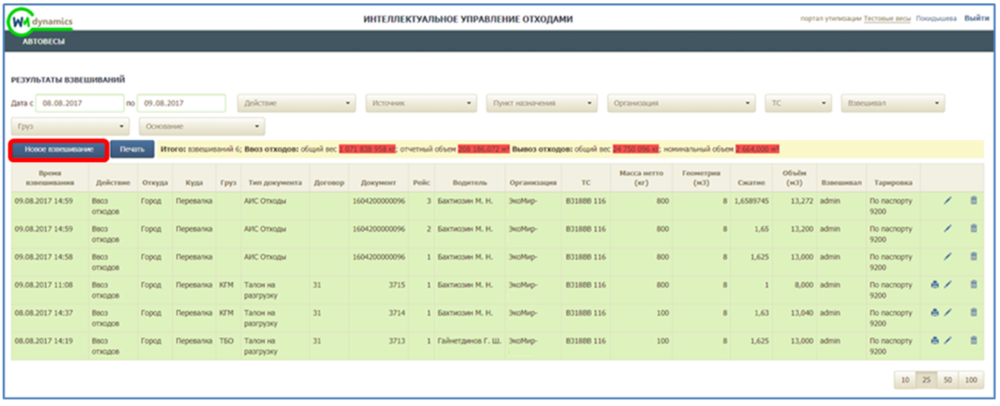 WM dynamics
ИНТЕЛЛЕКТУАЛЬНОЕ УПРАВЛЕНИЕ ОТХОДАМИ
портал утилизации Тестовые весы Покидышева Выйти
АВТОВЕСЫ
РЕЗУЛЬТАТЫ ВЗВЕШИВАНИЙ
Дата с 08.08.2017 по 09.08.2017 Действие Источник Пункт назначения Организация ТС Взвешивал
Груз Основание
Новое взвешивание Печать Итого: взвешиваний 6; Ввоз отходов: общий вес 1 071 838 958 кг; отчетный объем 208 186,072 м³ Вывоз отходов: общий вес 24 750 096 кг; номинальный объем 2 664,000 м³
Время взвешивания Действие Откуда Куда Груз Тип документа Договор Документ Рейс Водитель Организация ТС Масса нетто (кг) Геометрия (м3) Сжатие Объём (м3) Взвешивал Тарировка
09.08.2017 14:59 Ввоз отходов Город Перевалка АИС Отходы 1604200000096 3 Бахтиозин М. Н. ЭкоМир- В318ВВ 116 800 8 1,6589745 13,272 admin По паспорту 9200
09.08.2017 14:59 Ввоз отходов Город Перевалка АИС Отходы 1604200000096 2 Бахтиозин М. Н. ЭкоМир- В318ВВ 116 800 8 1,65 13,200 admin По паспорту 9200
09.08.2017 14:58 Ввоз отходов Город Перевалка АИС Отходы 1604200000096 1 Бахтиозин М. Н. ЭкоМир- В318ВВ 116 800 8 1,625 13,000 admin По паспорту 9200
09.08.2017 11:08 Ввоз отходов Город Перевалка КГМ Талон на разгрузку 31 3715 1 Бахтиозин М. Н. ЭкоМир- В318ВВ 116 800 8 1 8,000 admin По паспорту 9200
08.08.2017 14:37 Ввоз отходов Город Перевалка КГМ Талон на разгрузку 31 3714 1 Бахтиозин М. Н. ЭкоМир- В318ВВ 116 100 8 1,63 13,040 admin По паспорту 9200
08.08.2017 14:19 Ввоз отходов Город Перевалка ТБО Талон на разгрузку 31 3713 1 Гайнетдинов Г. Ш. ЭкоМир- В318ВВ 116 100 8 1,625 13,000 admin По паспорту 9200
10 25 50 100